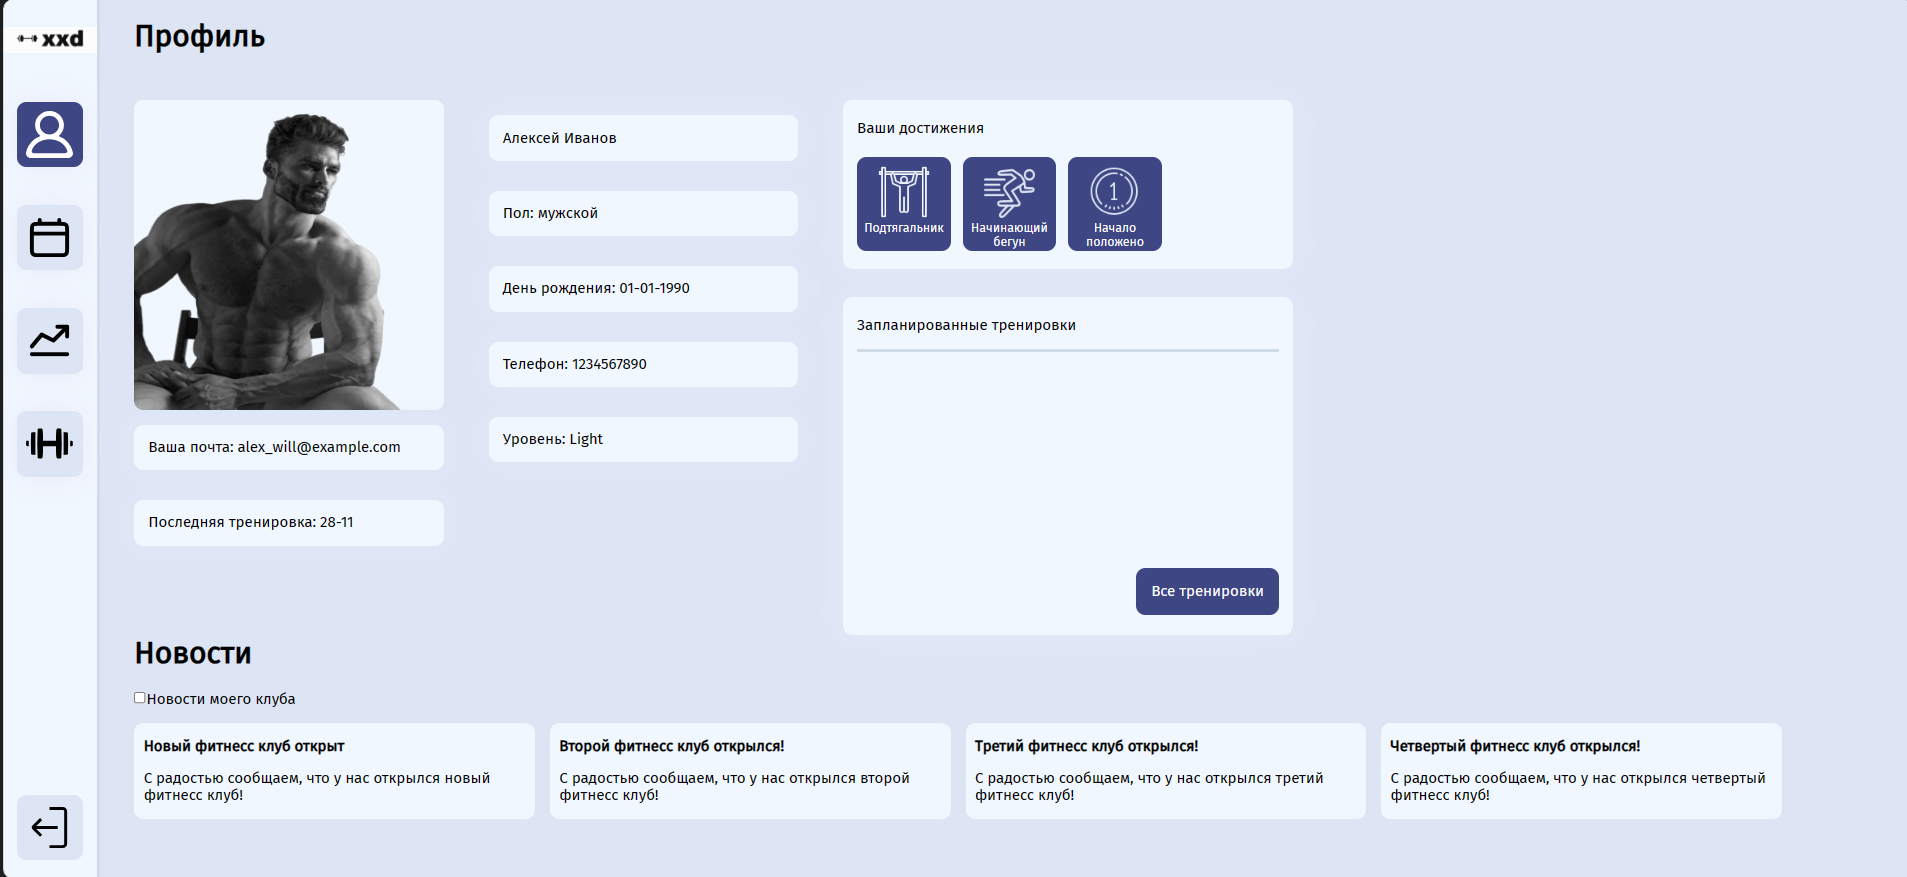 xxd
Профиль
Алексей Иванов
Пол: мужской
День рождения: 01-01-1990
Телефон: 1234567890
Уровень: Light
Ваша почта: alex_will@example.com
Последняя тренировка: 28-11
Ваши достижения
Подтягальник
Начинающий
бегун
1
Начало
положено
Запланированные тренировки
Все тренировки
Новости
Новости моего клуба
Новый фитнесс клуб открыт
С радостью сообщаем, что у нас открылся новый
фитнесс клуб!
Второй фитнесс клуб открылся!
С радостью сообщаем, что у нас открылся второй
фитнесс клуб!
Третий фитнесс клуб открылся!
С радостью сообщаем, что у нас открылся третий
фитнесс клуб!
Четвертый фитнесс клуб открылся!
С радостью сообщаем, что у нас открылся четвертый
фитнесс клуб!